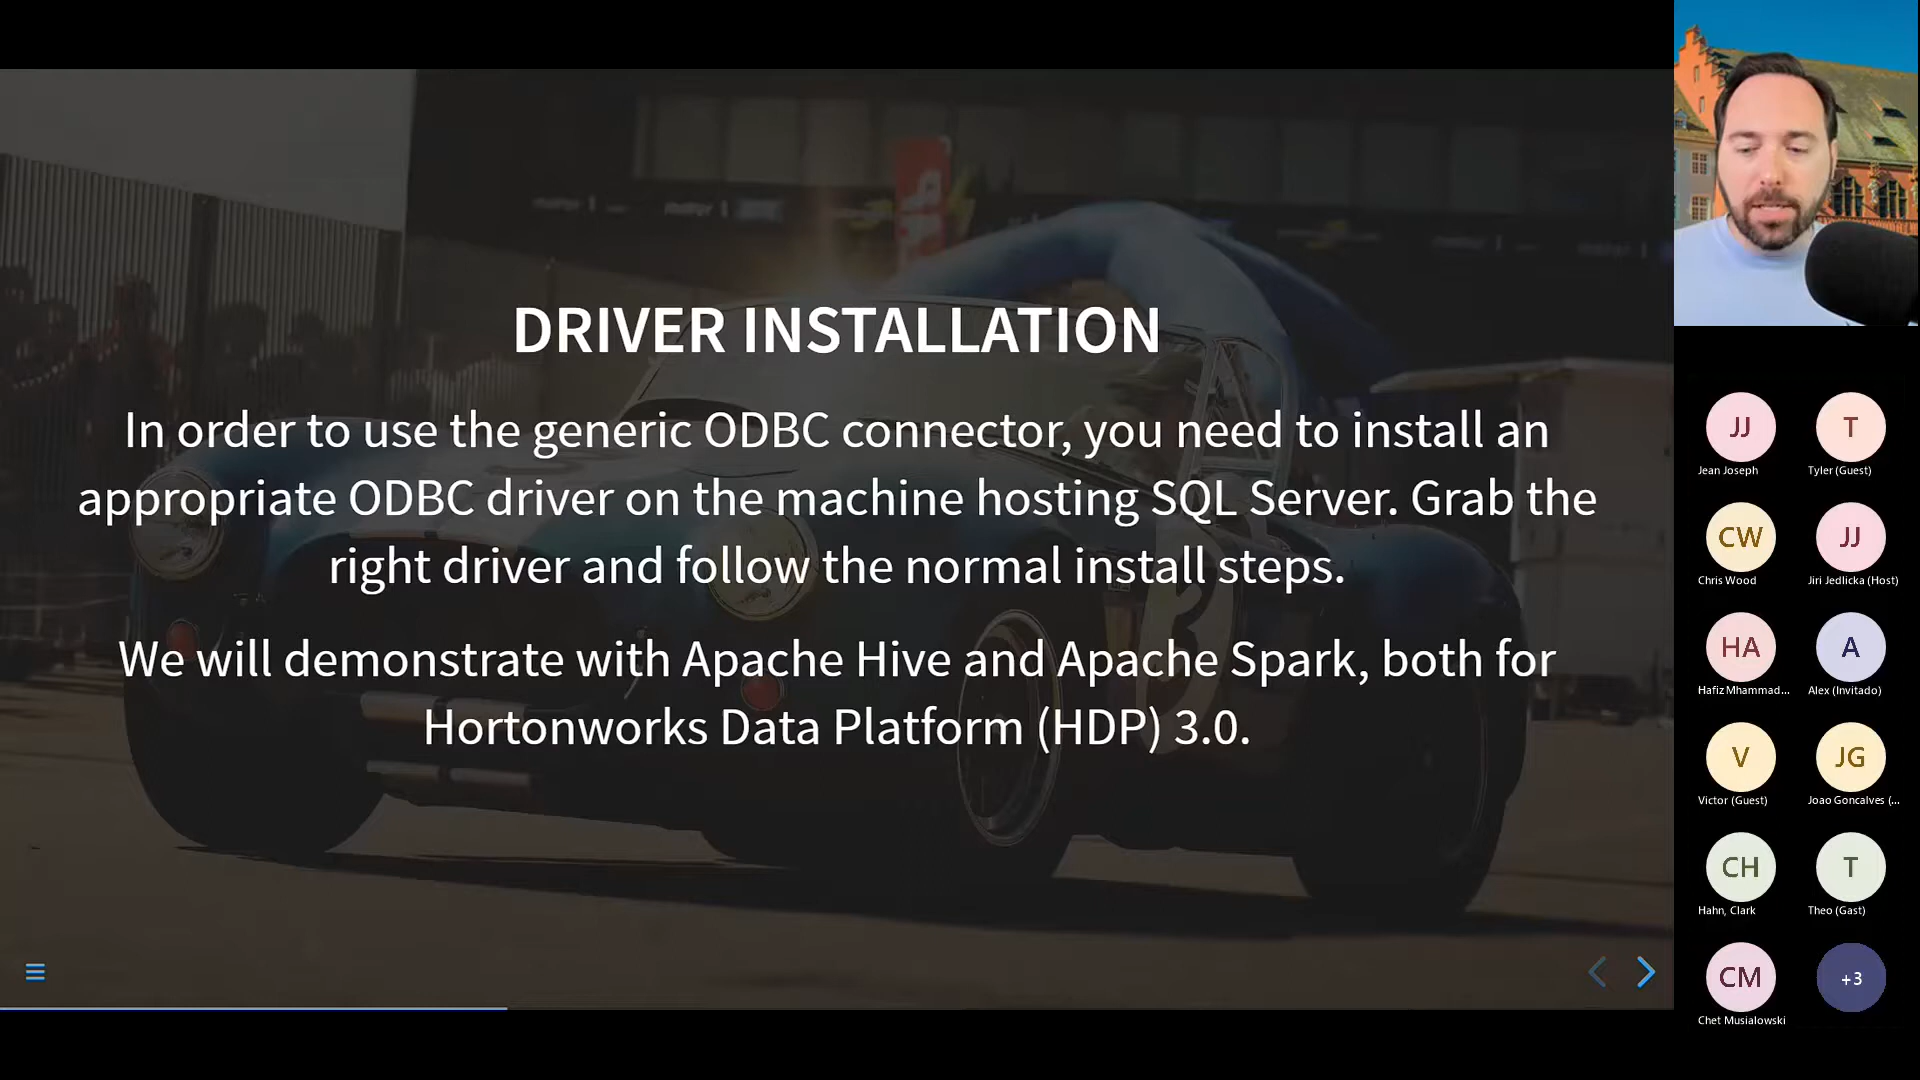 DRIVER INSTALLATION
In order to use the generic ODBC connector, you need to install an
appropriate ODBC driver on the machine hosting SQL Server. Grab the
right driver and follow the normal install steps.
We will demonstrate with Apache Hive and Apache Spark, both for
Hortonworks Data Platform (HDP) 3.0.
3
JJ
Jean Joseph
T
Tyler (Guest)
CW
Chris Wood
JJ
Jiri Jedlicka (Host)
HA
Hafiz Mhammad...
A
Alex (Invitado)
V
Victor (Guest)
JG
Joao Goncalves (...
CH
Hahn, Clark
T
Theo (Gast)
CM
Chet Musialowski
+3